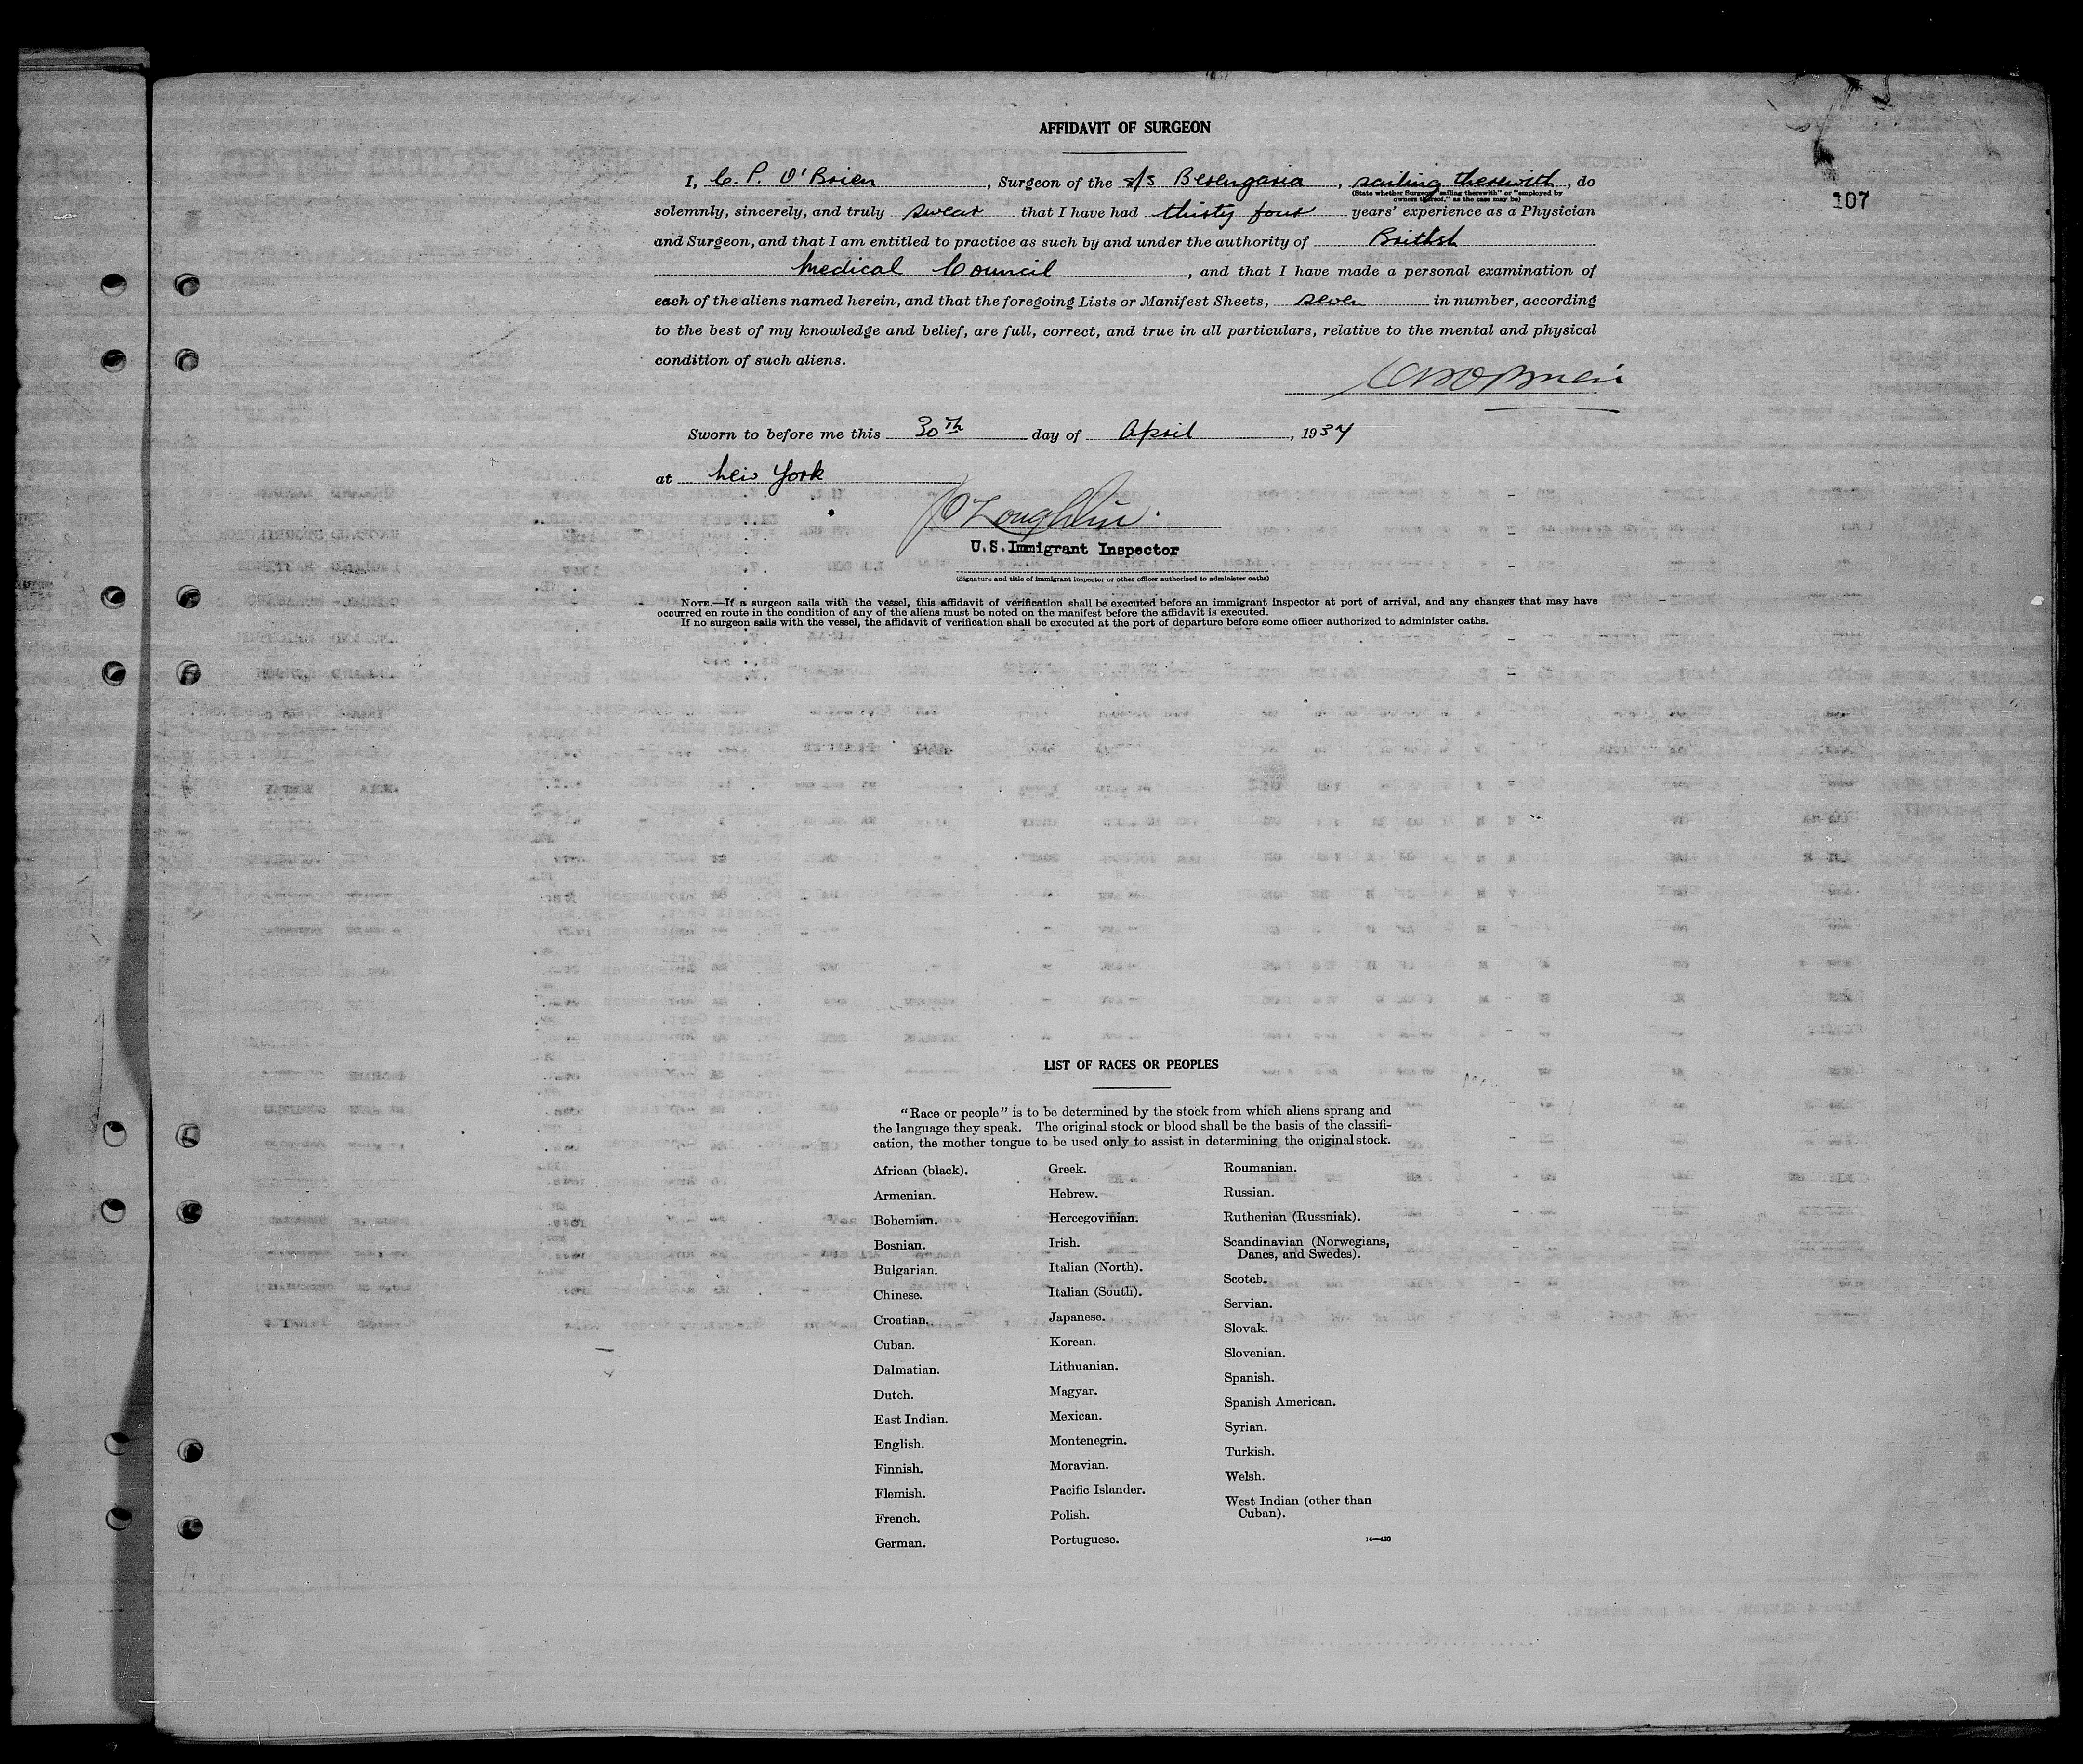 AFFIDAVIT OF SURGEON
107
I, C. P. O'Brien, Surgeon of the s/s Berengaria, sailing therewith, do
(State whether Surgeon "sailing therewith" or "employed by
owners thereof," as the case may be)
solemnly, sincerely, and truly swear that I have had thirty four years' experience as a Physician
and Surgeon, and that I am entitled to practice as such by and under the authority of British
Medical Council, and that I have made a personal examination of
each of the aliens named herein, and that the foregoing Lists or Manifest Sheets, seven in number, according
to the best of my knowledge and belief, are full, correct, and true in all particulars, relative to the mental and physical
condition of such aliens.
Sworn to before me this 30th day of April, 1937
at New York
U.S. Immigrant Inspector
(Signature and title of immigrant inspector or other officer authorized to administer oaths)
NOTE.—If a surgeon sails with the vessel, this affidavit of verification shall be executed before an immigrant inspector at port of arrival, and any changes that may have
occurred en route in the condition of any of the aliens must be noted on the manifest before the affidavit is executed.
If no surgeon sails with the vessel, the affidavit of verification shall be executed at the port of departure before some officer authorized to administer oaths.
LIST OF RACES OR PEOPLES
"Race or people" is to be determined by the stock from which aliens sprang and
the language they speak. The original stock or blood shall be the basis of the classifi-
cation, the mother tongue to be used only to assist in determining the original stock.
African (black).
Armenian.
Bohemian.
Bosnian.
Bulgarian.
Chinese.
Croatian.
Cuban.
Dalmatian.
Dutch.
East Indian.
English.
Finnish.
Flemish.
French.
German.
Greek.
Hebrew.
Hercegovinian.
Irish.
Italian (North).
Italian (South).
Japanese.
Korean.
Lithuanian.
Magyar.
Mexican.
Montenegrin.
Moravian.
Pacific Islander.
Polish.
Portuguese.
Roumanian.
Russian.
Ruthenian (Russniak).
Scandinavian (Norwegians,
Danes, and Swedes).
Scotch.
Servian.
Slovak.
Slovenian.
Spanish.
Spanish American.
Syrian.
Turkish.
Welsh.
West Indian (other than
Cuban).
14—430